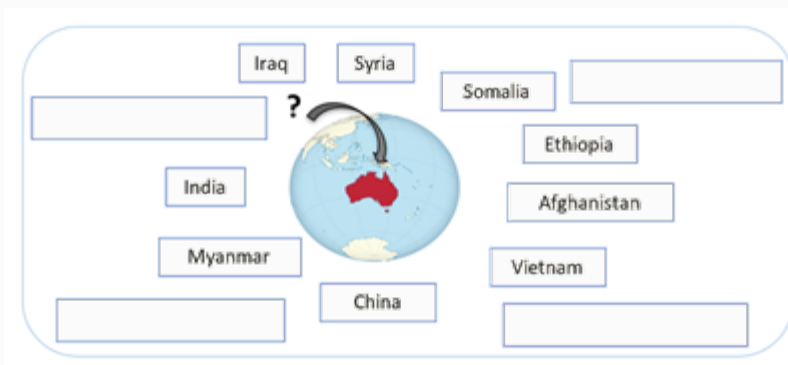 Iraq
Syria
Somalia
?
Ethiopia
India
Afghanistan
Myanmar
Vietnam
China